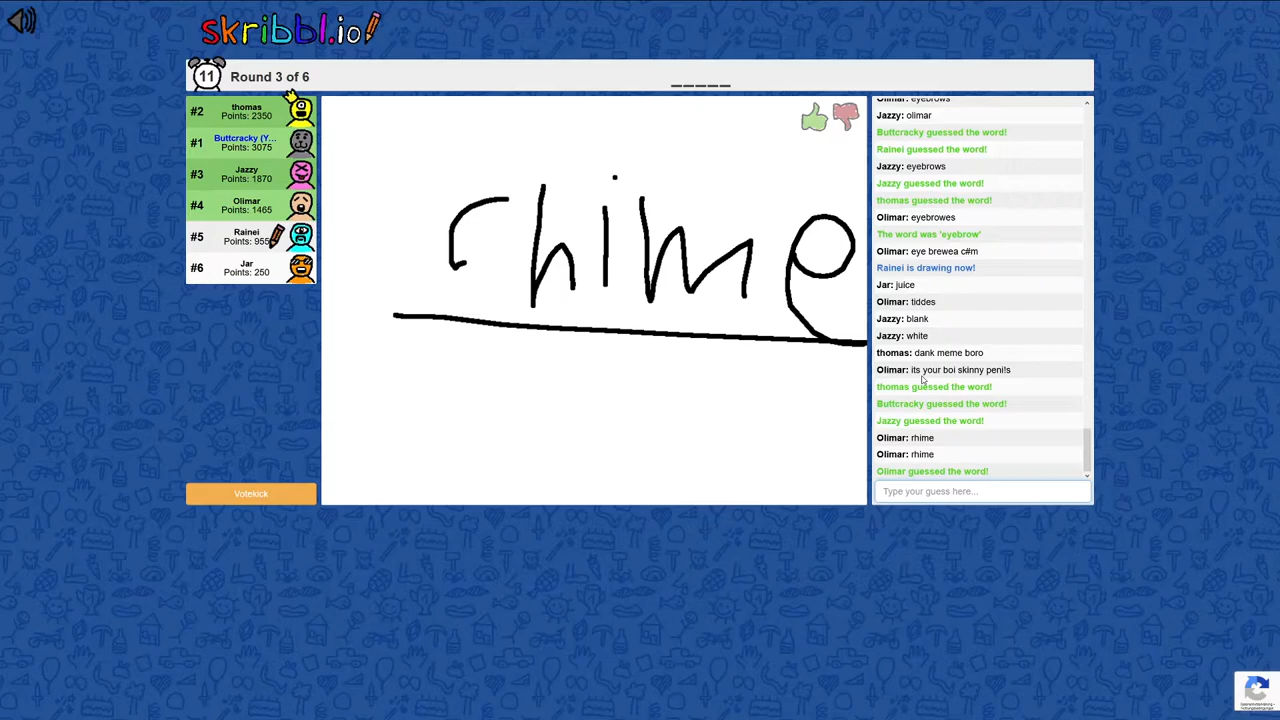 skribbl.io
11
Round 3 of 6
_____
#2
thomas
Points: 2350
#1
Buttcracky (Y...
Points: 3075
#3
Jazzy
Points: 1870
#4
Olimar
Points: 1465
#5
Rainei
Points: 955
#6
Jar
Points: 250
Votekick
chime
Olimar: eyebrows
Jazzy: olimar
Buttcracky guessed the word!
Rainei guessed the word!
Jazzy: eyebrows
Jazzy guessed the word!
thomas guessed the word!
Olimar: eyebrowes
The word was 'eyebrow'
Olimar: eye brewea c#m
Rainei is drawing now!
Jar: juice
Olimar: tiddes
Jazzy: blank
Jazzy: white
thomas: dank meme boro
Olimar: its your boi skinny peni!s
thomas guessed the word!
Buttcracky guessed the word!
Jazzy guessed the word!
Olimar: rhime
Olimar: rhime
Olimar guessed the word!
Type your guess here...